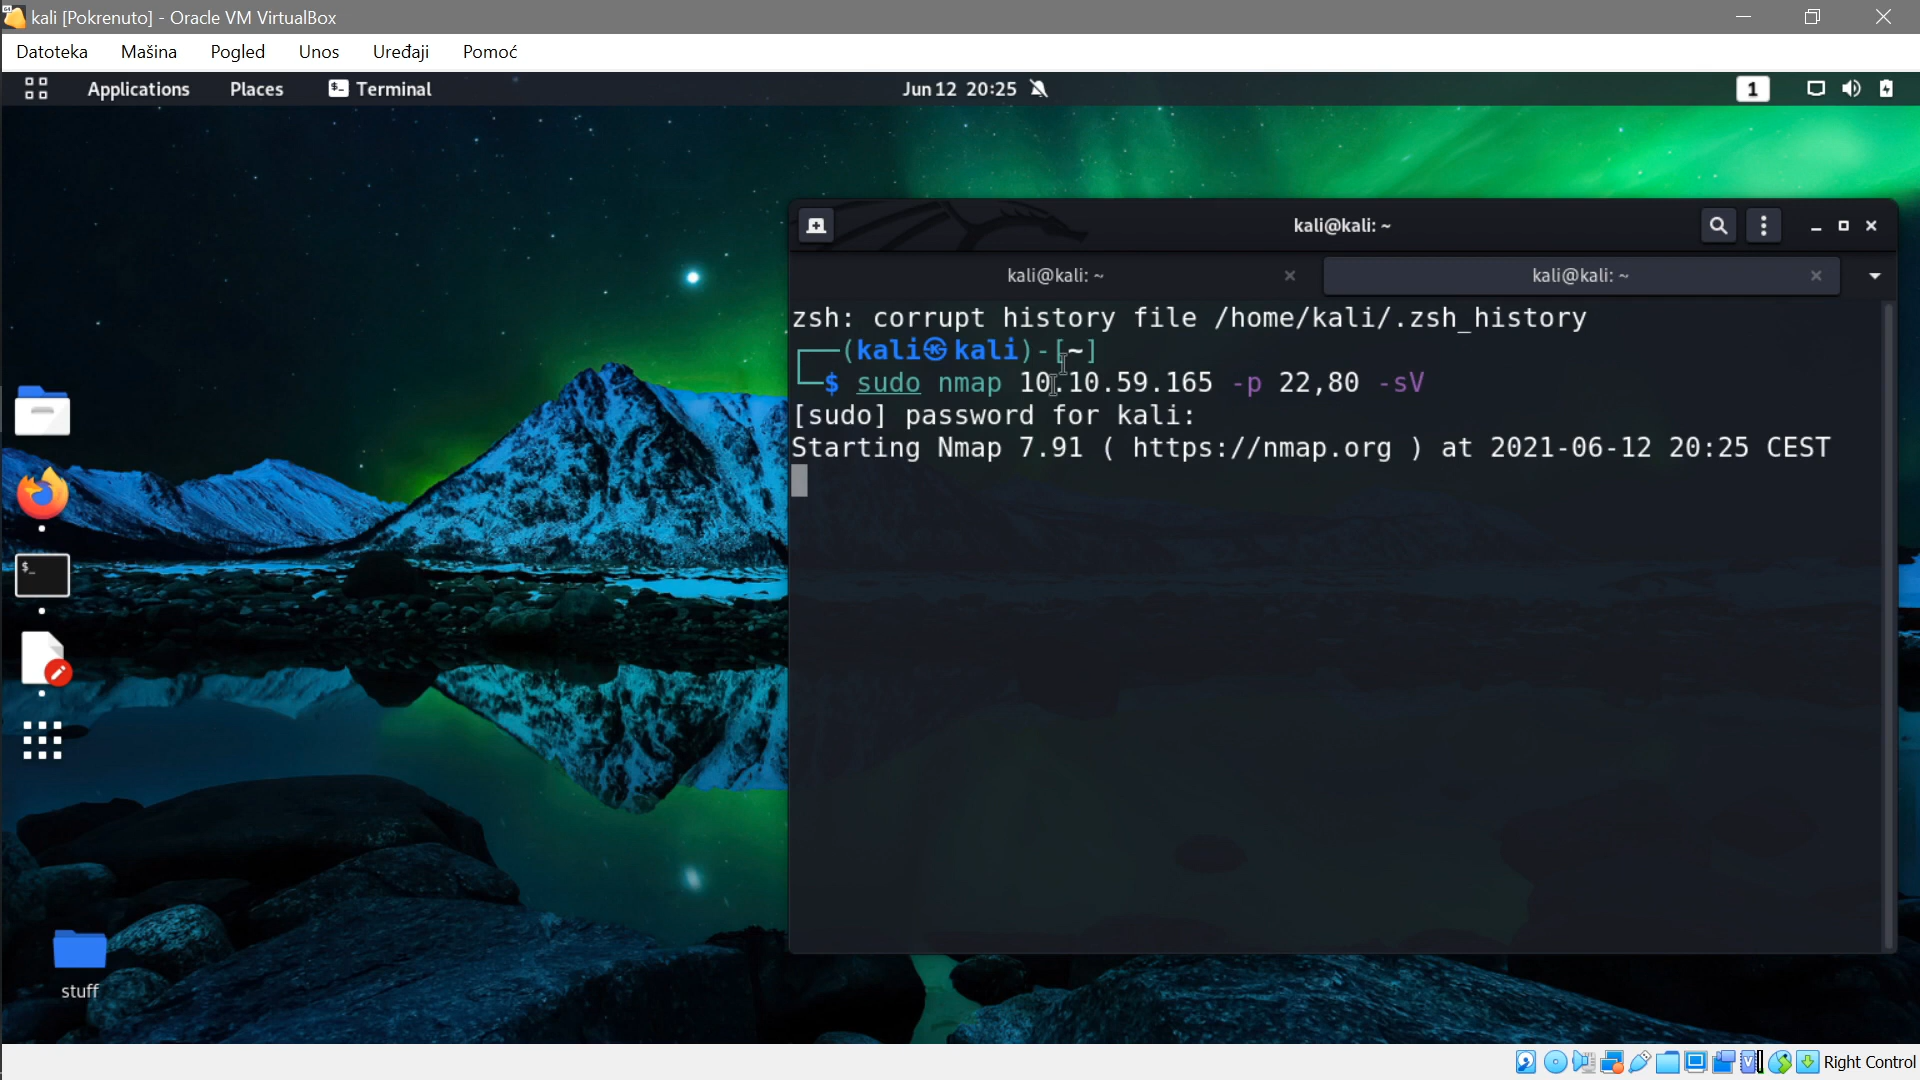 kali [Pokrenuto] - Oracle VM VirtualBox
Datoteka Mašina Pogled Unos Uređaji Pomoć
Applications Places Terminal Jun 12 20:25 1
kali@kali: ~
kali@kali: ~ kali@kali: ~
zsh: corrupt history file /home/kali/.zsh_history
(kali㉿kali)-[~]
$ sudo nmap 10.10.59.165 -p 22,80 -sV
[sudo] password for kali:
Starting Nmap 7.91 ( https://nmap.org ) at 2021-06-12 20:25 CEST
$_
stuff
Right Control